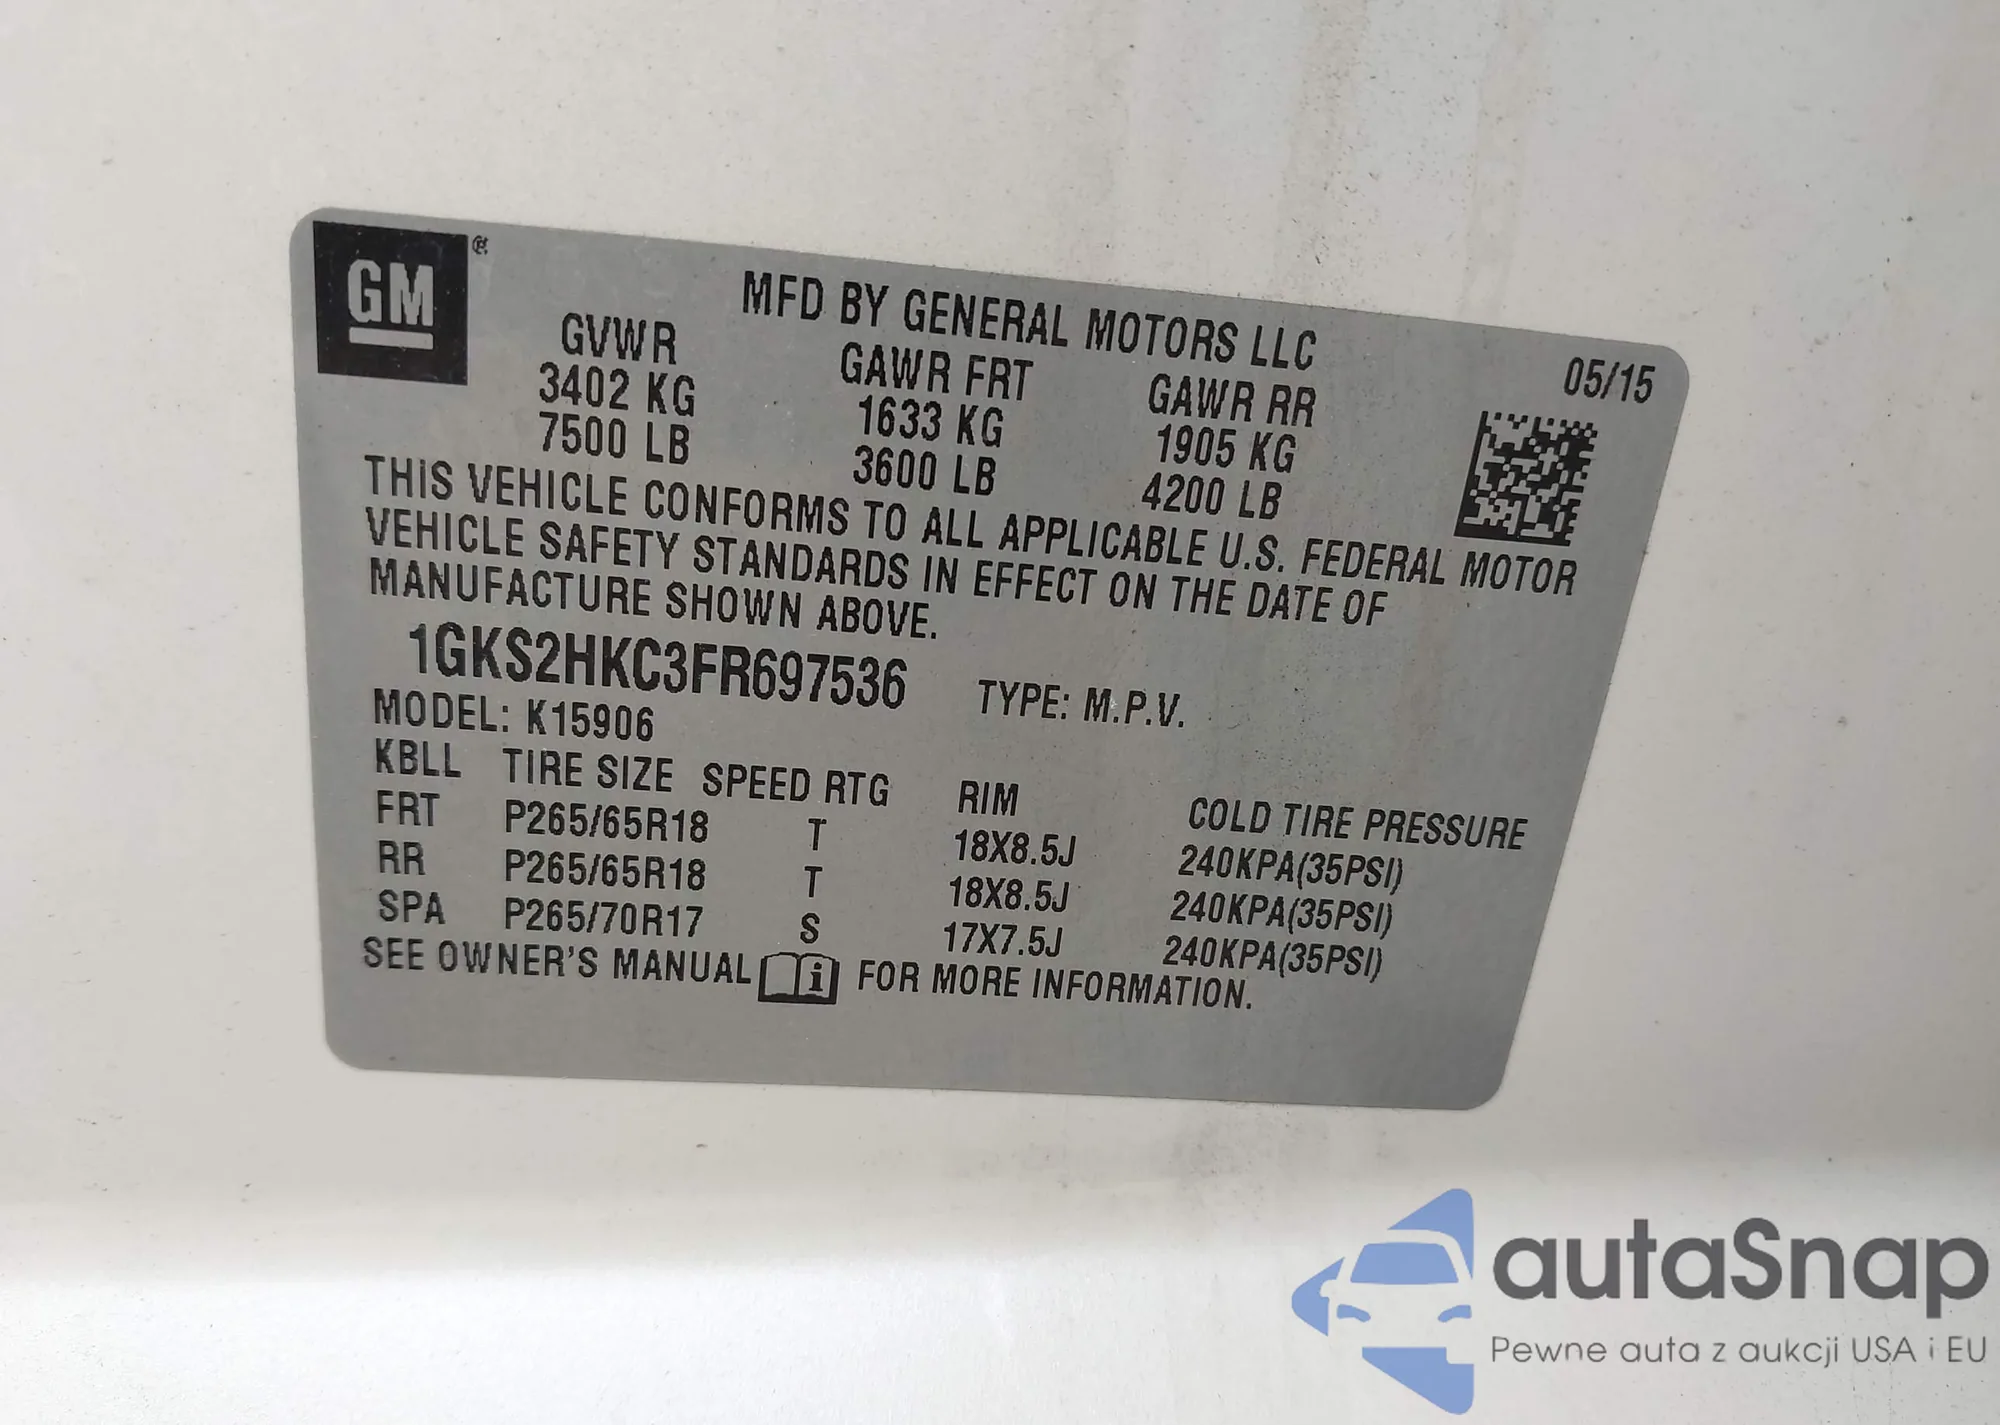 GM ®
MFD BY GENERAL MOTORS LLC
05/15
GVWR GAWR FRT GAWR RR
3402 KG 1633 KG 1905 KG
7500 LB 3600 LB 4200 LB
THIS VEHICLE CONFORMS TO ALL APPLICABLE U.S. FEDERAL MOTOR
VEHICLE SAFETY STANDARDS IN EFFECT ON THE DATE OF
MANUFACTURE SHOWN ABOVE.
1GKS2HKC3FR697536 TYPE: M.P.V.
MODEL: K15906
KBLL TIRE SIZE SPEED RTG RIM COLD TIRE PRESSURE
FRT P265/65R18 T 18X8.5J 240KPA(35PSI)
RR P265/65R18 T 18X8.5J 240KPA(35PSI)
SPA P265/70R17 S 17X7.5J 240KPA(35PSI)
SEE OWNER'S MANUAL i FOR MORE INFORMATION.
autaSnap
Pewne auta z aukcji USA i EU